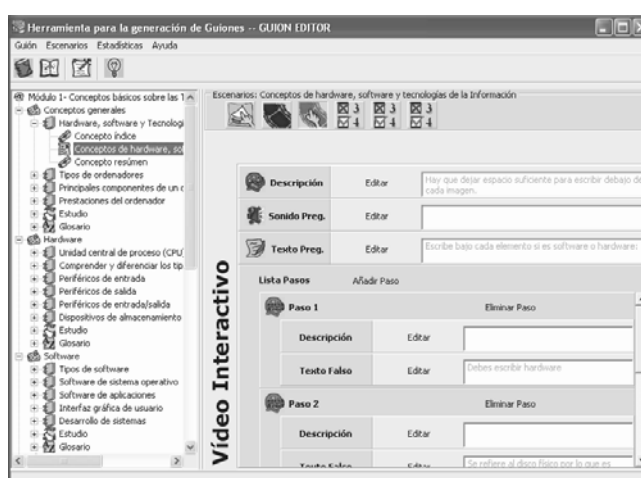 Herramienta para la generación de Guiones -- GUION EDITOR
Guión Escenarios Estadísticas Ayuda
Módulo 1- Conceptos básicos sobre las T
Conceptos generales
Hardware, software y Tecnologí
Concepto índice
Conceptos de hardware, sof
Concepto resúmen
Tipos de ordenadores
Principales componentes de un c
Prestaciones del ordenador
Estudio
Glosario
Hardware
Unidad central de proceso (CPU)
Comprender y diferenciar los tip
Periféricos de entrada
Periféricos de salida
Periféricos de entrada/salida
Dispositivos de almacenamiento
Estudio
Glosario
Software
Tipos de software
Software de sistema operativo
Software de aplicaciones
Interfaz gráfica de usuario
Desarrollo de sistemas
Estudio
Glosario
Escenarios: Conceptos de hardware, software y tecnologías de la Información
3 3 3
4 4 4
Vídeo Interactivo
Descripción Editar Hay que dejar espacio suficiente para escribir debajo de
cada imagen.
Sonido Preg. Editar
Texto Preg. Editar Escribe bajo cada elemento si es software o hardware:
Lista Pasos Añadir Paso
Paso 1 Eliminar Paso
Descripción Editar
Texto Falso Editar Debes escribir hardware
Paso 2 Eliminar Paso
Descripción Editar
Texto Falso Editar Se refiere al disco físico por lo que es